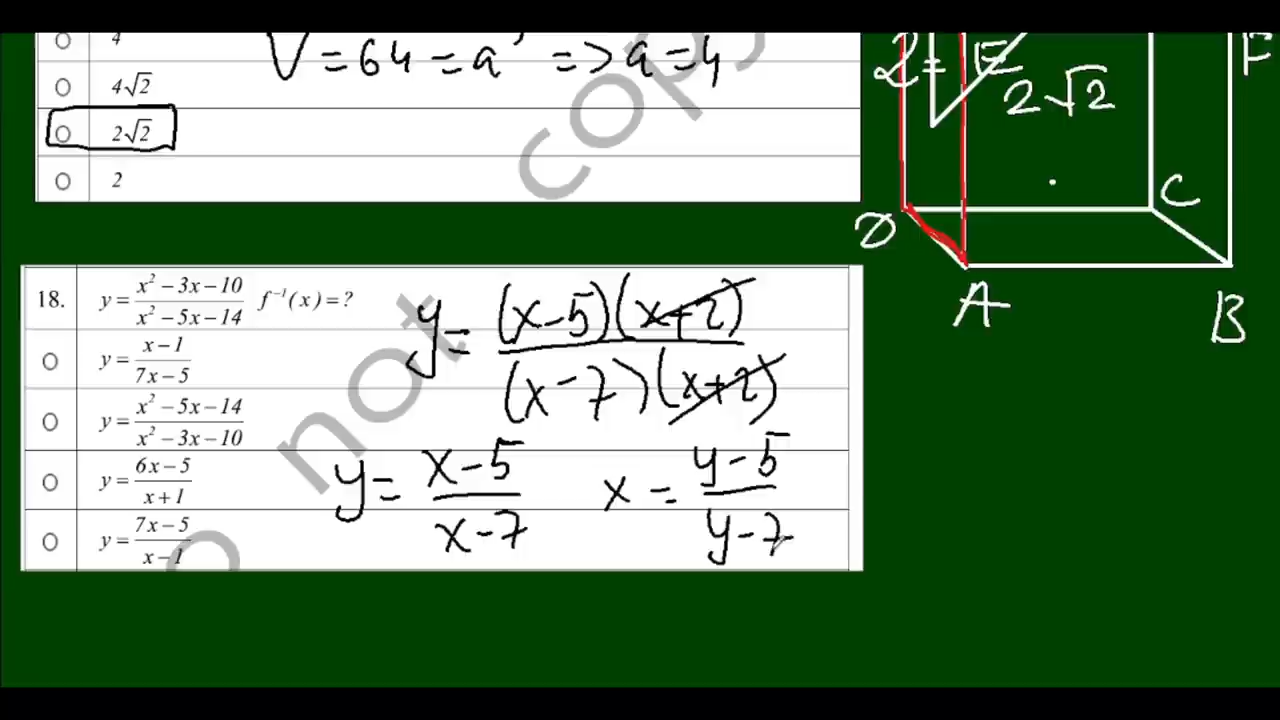 4
V = 64 = a³ => a = 4
4√2
2√2
2
2√2
E
F
D
C
A
B
18. y = (x² − 3x − 10)/(x² − 5x − 14) f⁻¹(x) = ?
y = (x − 1)/(7x − 5)
y = (x² − 5x − 14)/(x² − 3x − 10)
y = (6x − 5)/(x + 1)
y = (7x − 5)/(x − 1)
y = (x−5)(x+2)/(x−7)(x+2)
y = (x−5)/(x−7)
x = (y−5)/(y−7)
not
cop